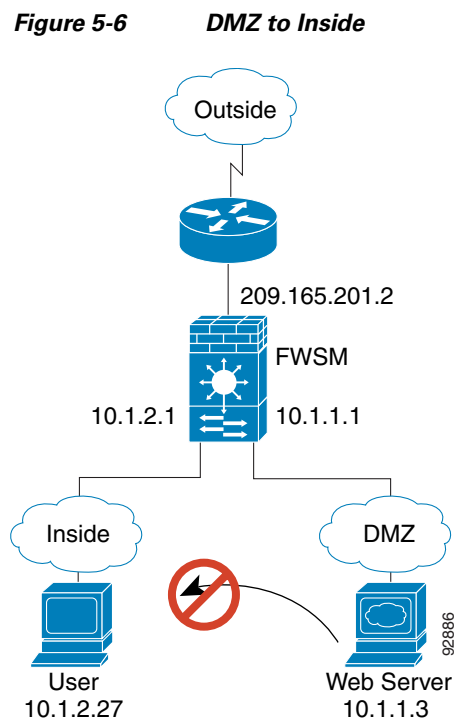 Figure 5-6 DMZ to Inside
Outside
209.165.201.2
FWSM
10.1.2.1 10.1.1.1
Inside DMZ
User Web Server
10.1.2.27 10.1.1.3
92886